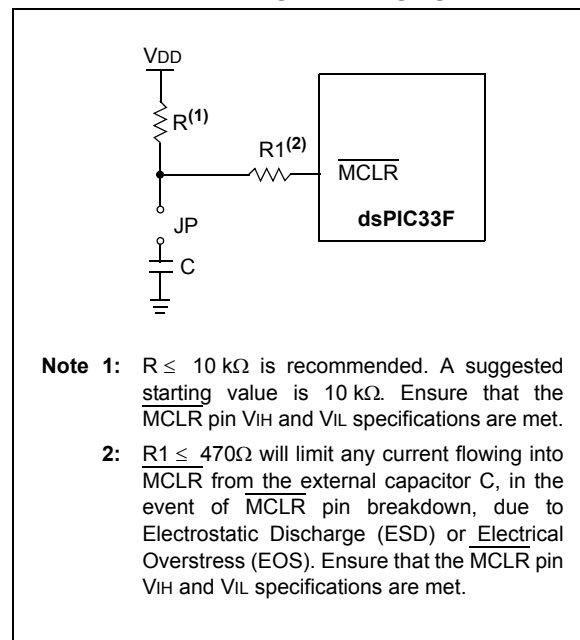 VDD
R(1)
R1(2)
MCLR
dsPIC33F
JP
C
Note 1: R ≤ 10 kΩ is recommended. A suggested
starting value is 10 kΩ. Ensure that the
MCLR pin VIH and VIL specifications are met.
2: R1 ≤ 470Ω will limit any current flowing into
MCLR from the external capacitor C, in the
event of MCLR pin breakdown, due to
Electrostatic Discharge (ESD) or Electrical
Overstress (EOS). Ensure that the MCLR pin
VIH and VIL specifications are met.